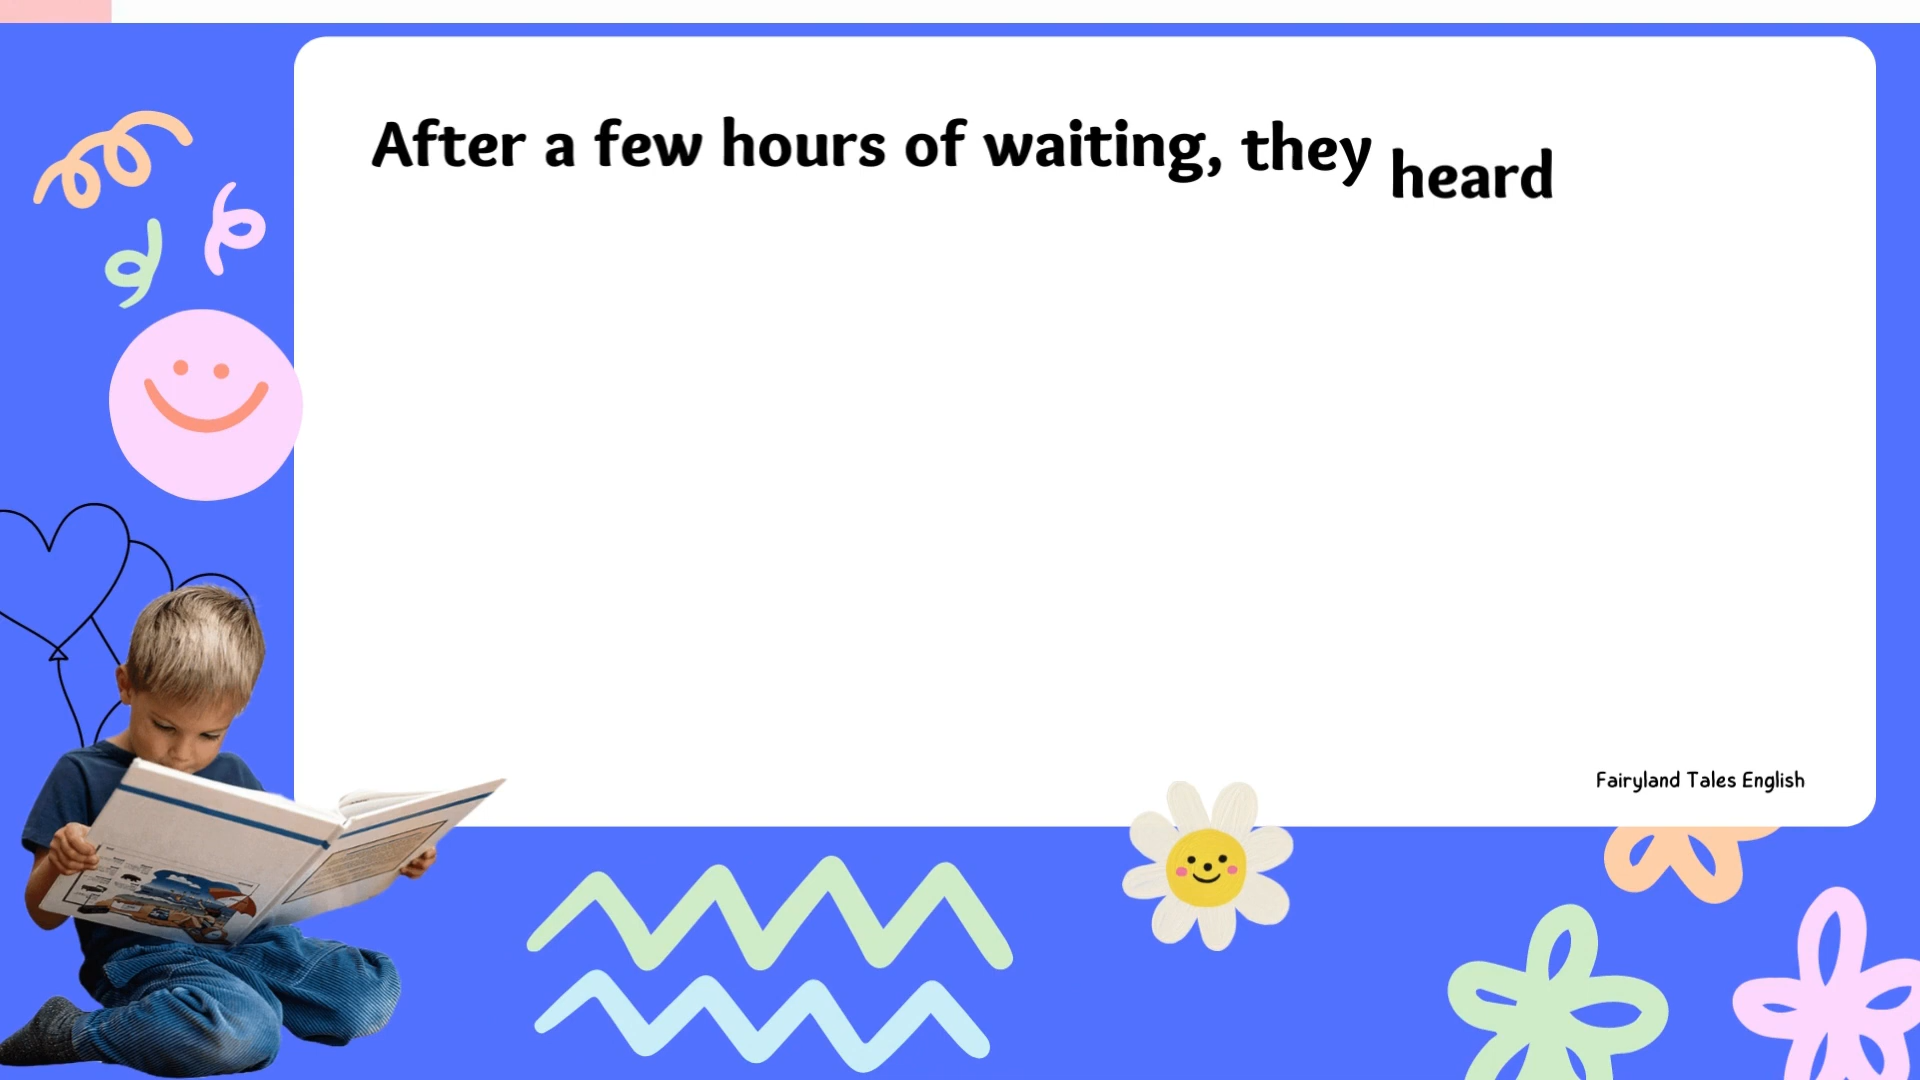 After a few hours of waiting, they heard
Fairyland Tales English